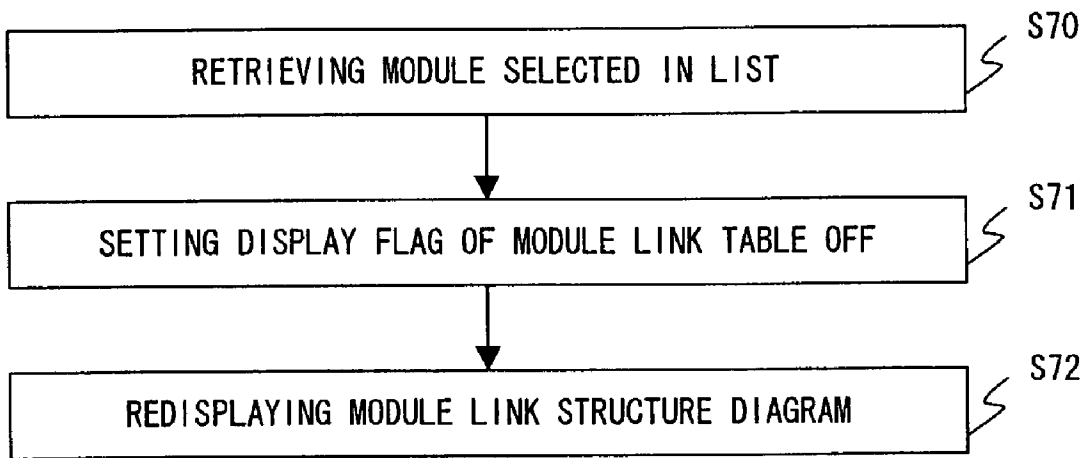 S70
RETRIEVING MODULE SELECTED IN LIST
S71
SETTING DISPLAY FLAG OF MODULE LINK TABLE OFF
S72
REDISPLAYING MODULE LINK STRUCTURE DIAGRAM